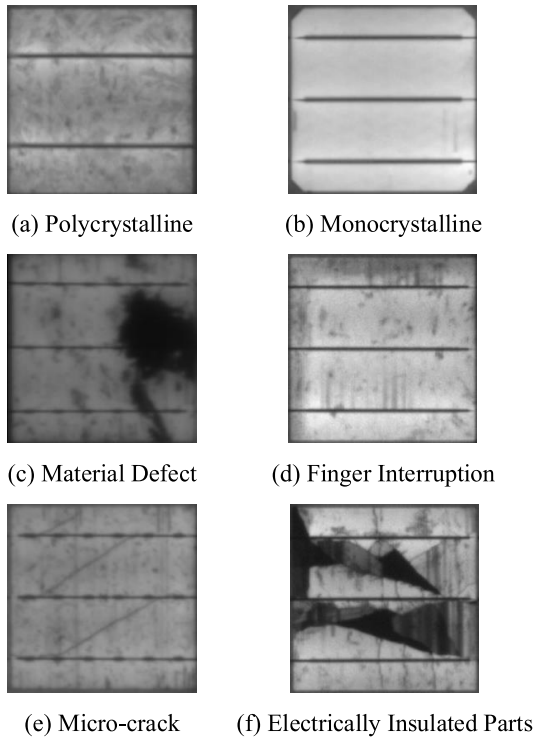 (a) Polycrystalline
(b) Monocrystalline
(c) Material Defect
(d) Finger Interruption
(e) Micro-crack
(f) Electrically Insulated Parts